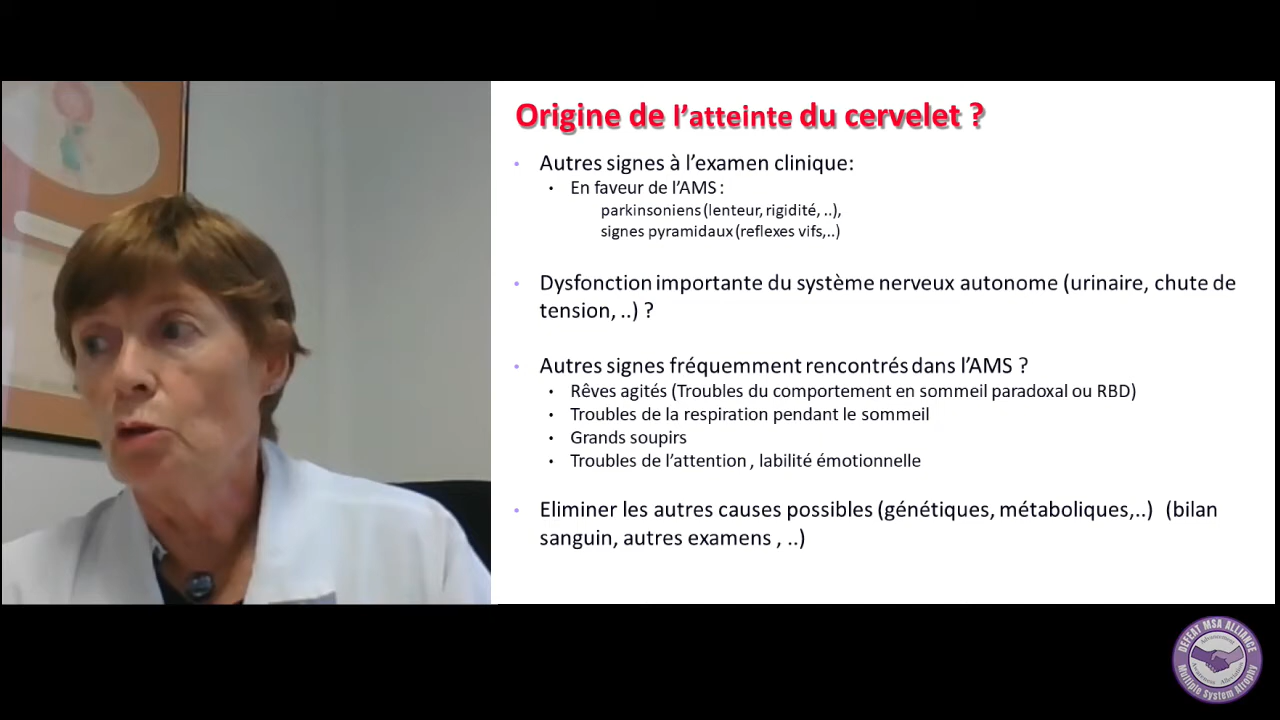 Origine de l'atteinte du cervelet ?
• Autres signes à l'examen clinique:
• En faveur de l'AMS :
parkinsoniens (lenteur, rigidité, ..),
signes pyramidaux (reflexes vifs,..)
• Dysfonction importante du système nerveux autonome (urinaire, chute de
tension, ..) ?
• Autres signes fréquemment rencontrés dans l'AMS ?
• Rêves agités (Troubles du comportement en sommeil paradoxal ou RBD)
• Troubles de la respiration pendant le sommeil
• Grands soupirs
• Troubles de l'attention , labilité émotionnelle
• Eliminer les autres causes possibles (génétiques, métaboliques,..) (bilan
sanguin, autres examens , ..)
DEFEAT MSA ALLIANCE
Multiple System Atrophy